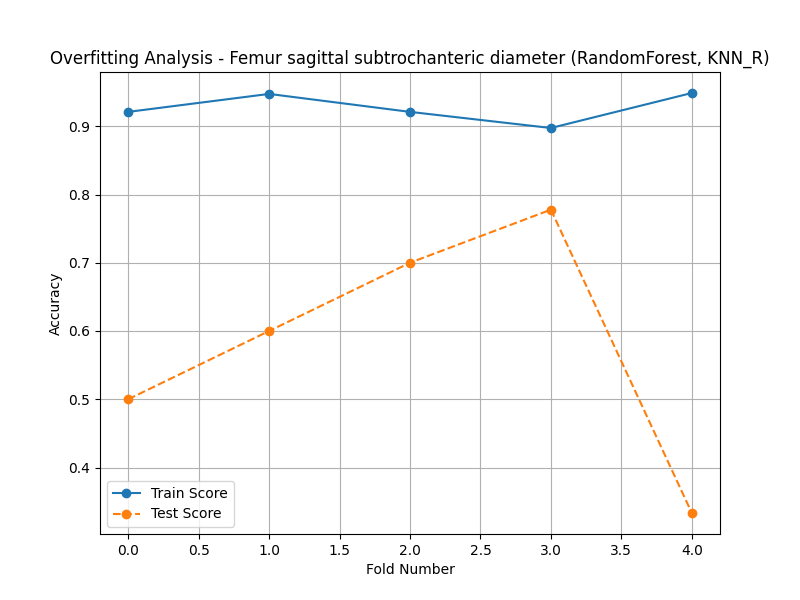 Overfitting Analysis - Femur sagittal subtrochanteric diameter (RandomForest, KNN_R)
Accuracy
0.9
0.8
0.7
0.6
0.5
0.4
Train Score
Test Score
0.0 0.5 1.0 1.5 2.0 2.5 3.0 3.5 4.0
Fold Number